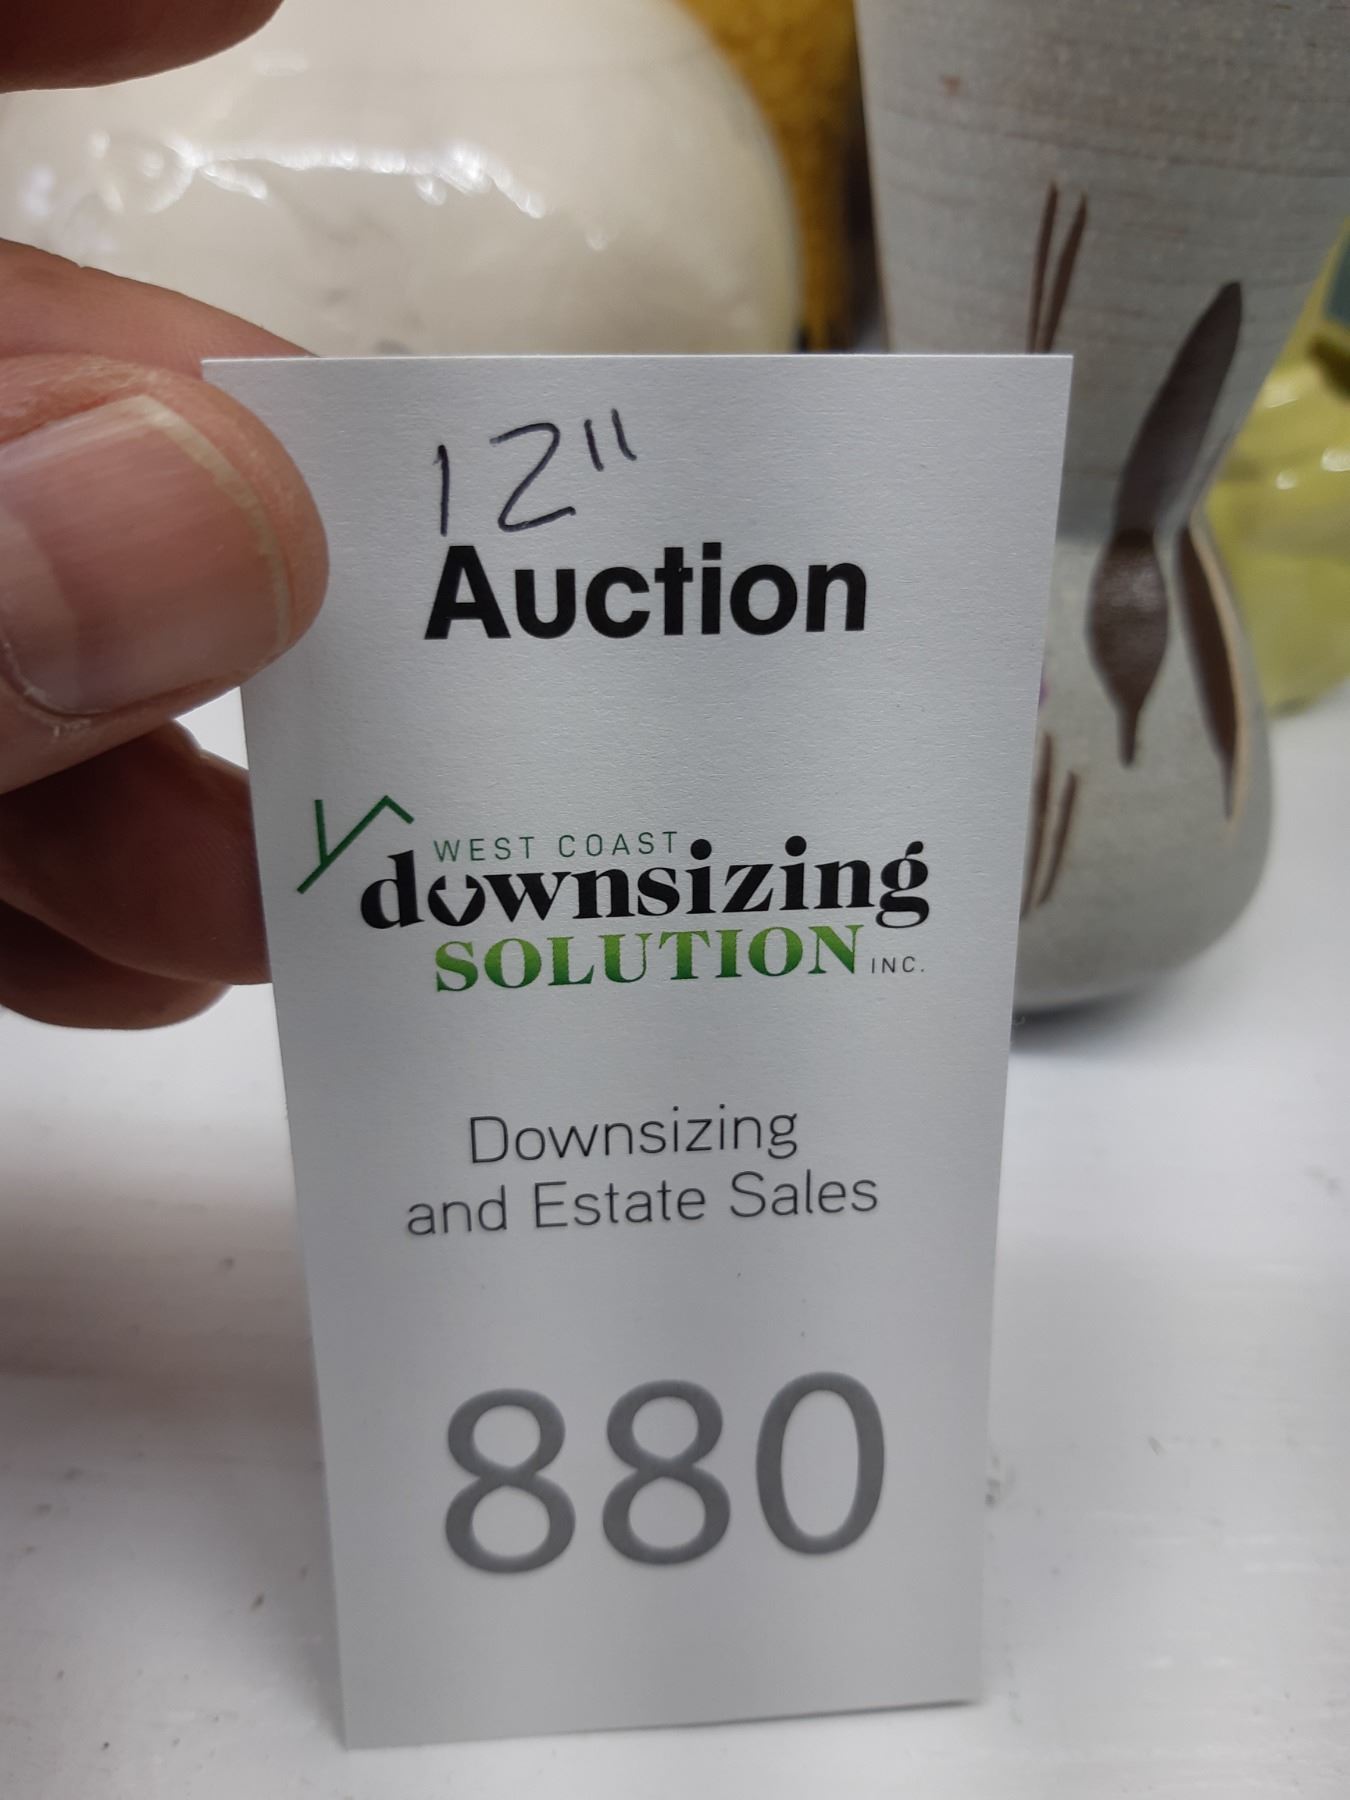 12"
Auction
WEST COAST
downsizing
SOLUTION INC.
Downsizing
and Estate Sales
880